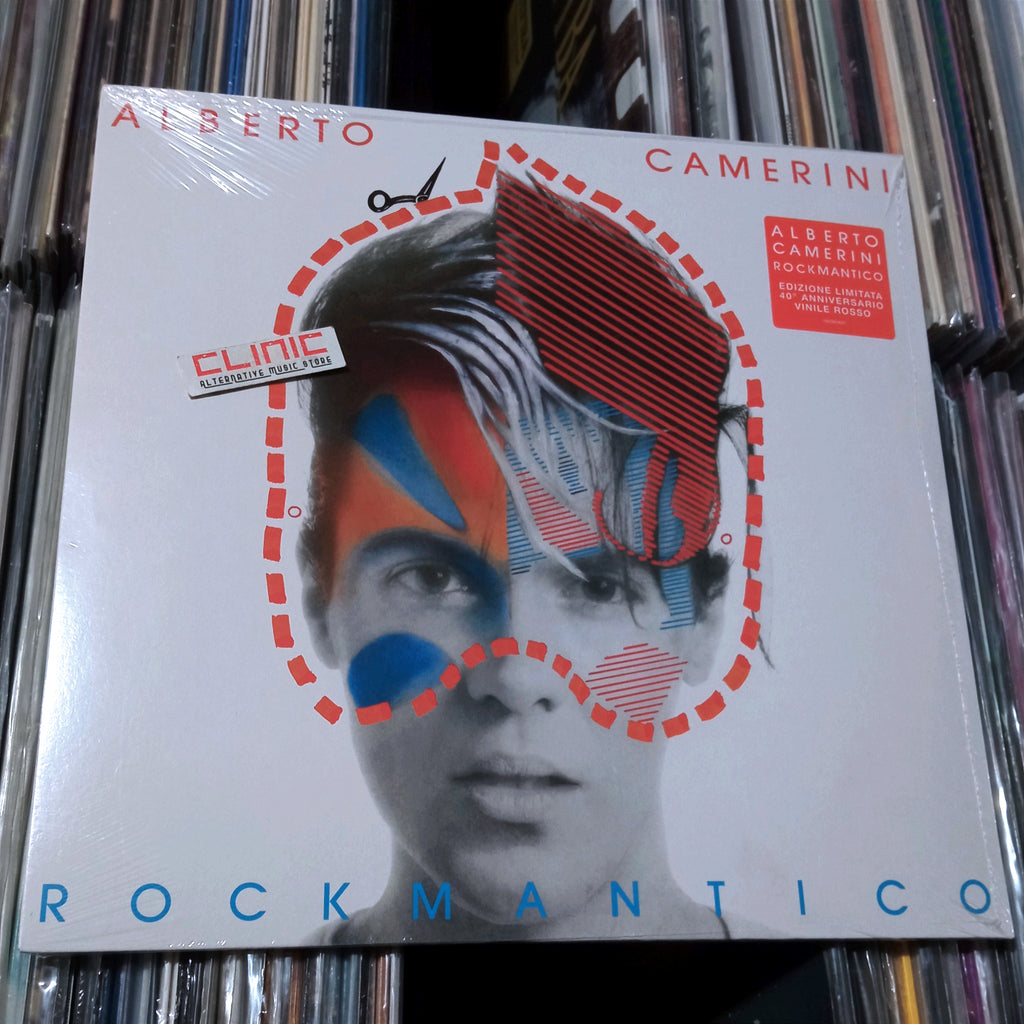 ALBERTO
CAMERINI
ALBERTO
CAMERINI
ROCKMANTICO
EDIZIONE LIMITATA
40° ANNIVERSARIO
VINILE ROSSO
CLINIC
ALTERNATIVE MUSIC STORE
ROCKMANTICO